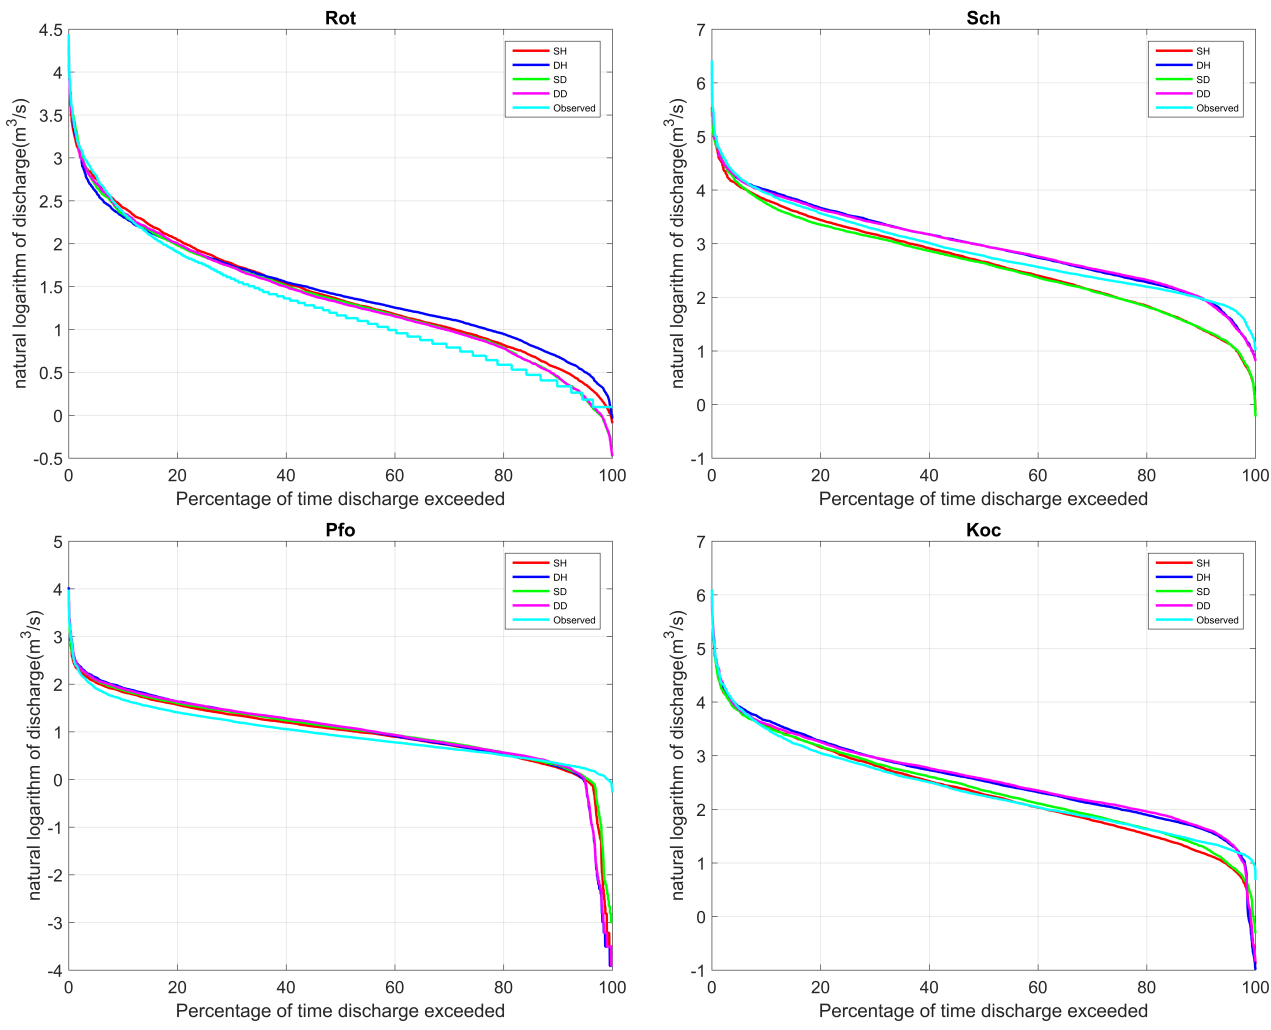 Rot
4.5
4
3.5
3
2.5
2
1.5
1
0.5
0
-0.5
natural logarithm of discharge(m³/s)
SH
DH
SD
DD
Observed
0 20 40 60 80 100
Percentage of time discharge exceeded
Sch
7
6
5
4
3
2
1
0
-1
natural logarithm of discharge(m³/s)
SH
DH
SD
DD
Observed
0 20 40 60 80 100
Percentage of time discharge exceeded
Pfo
5
4
3
2
1
0
-1
-2
-3
-4
natural logarithm of discharge(m³/s)
SH
DH
SD
DD
Observed
0 20 40 60 80 100
Percentage of time discharge exceeded
Koc
7
6
5
4
3
2
1
0
-1
natural logarithm of discharge(m³/s)
SH
DH
SD
DD
Observed
0 20 40 60 80 100
Percentage of time discharge exceeded